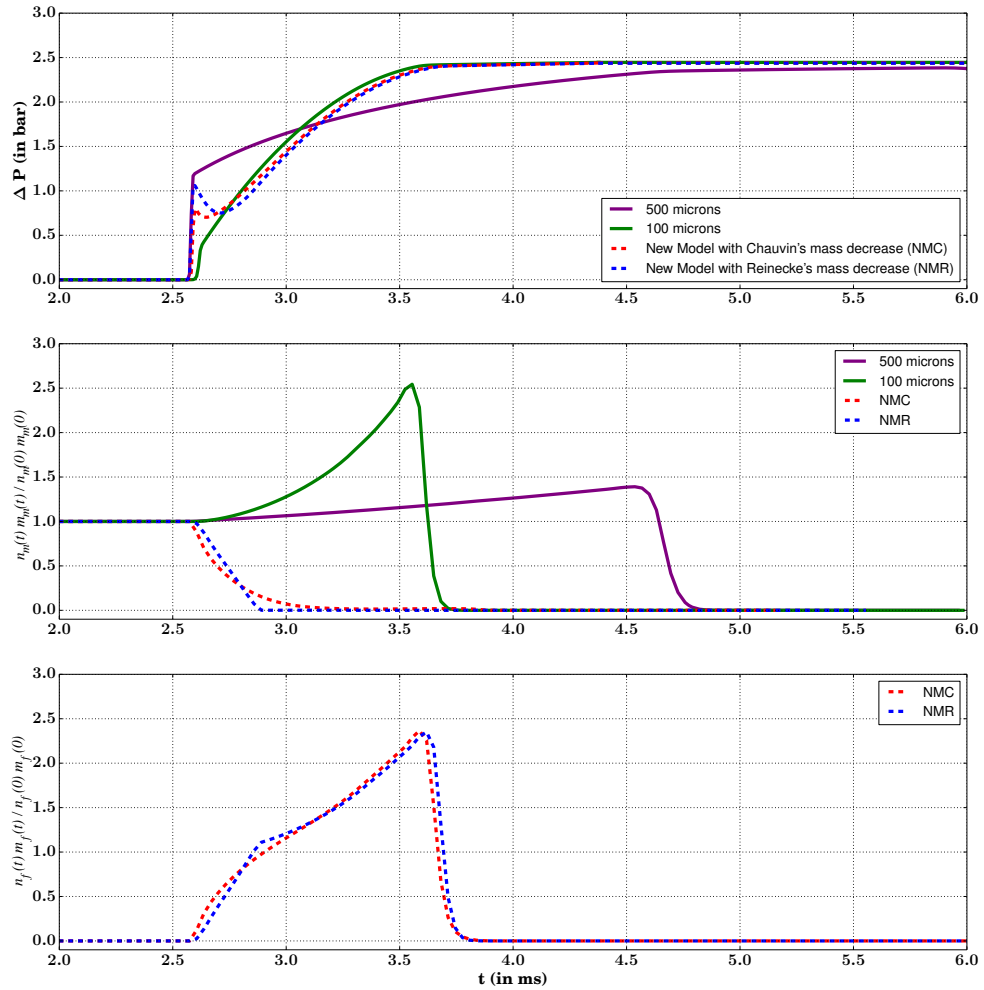 3.0
2.5
2.0
1.5
1.0
0.5
0.0
Δ P (in bar)
500 microns
100 microns
New Model with Chauvin's mass decrease (NMC)
New Model with Reinecke's mass decrease (NMR)
2.0 2.5 3.0 3.5 4.0 4.5 5.0 5.5 6.0
3.0
2.5
2.0
1.5
1.0
0.5
0.0
n_m(t) m_m(t) / n_m(0) m_m(0)
500 microns
100 microns
NMC
NMR
2.0 2.5 3.0 3.5 4.0 4.5 5.0 5.5 6.0
3.0
2.5
2.0
1.5
1.0
0.5
0.0
n_f(t) m_f(t) / n_f(0) m_f(0)
NMC
NMR
2.0 2.5 3.0 3.5 4.0 4.5 5.0 5.5 6.0
t (in ms)